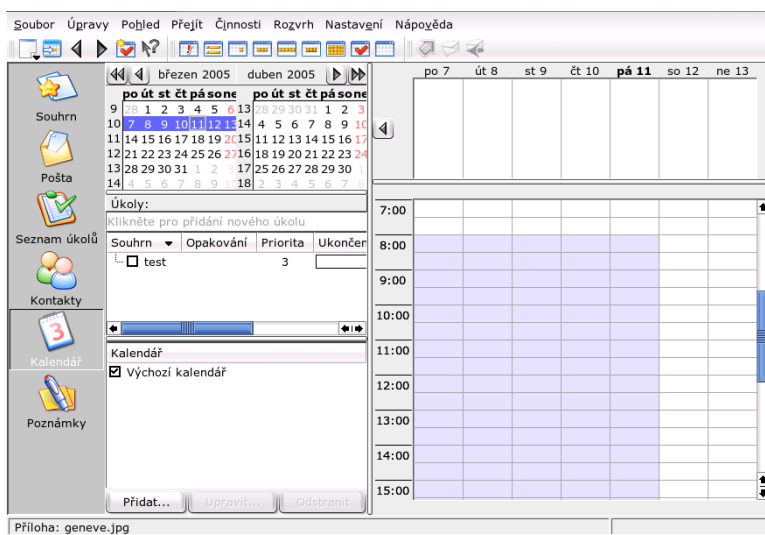 Soubor Úpravy Pohled Přejít Činnosti Rozvrh Nastavení Nápověda
Souhrn
Pošta
Seznam úkolů
Kontakty
Kalendář
Poznámky
březen 2005 duben 2005
po út st čt pá so ne po út st čt pá so ne
9 28 1 2 3 4 5 6 13 28 29 30 31 1 2 3
10 7 8 9 10 11 12 13 14 4 5 6 7 8 9 10
11 14 15 16 17 18 19 20 15 11 12 13 14 15 16 17
12 21 22 23 24 25 26 27 16 18 19 20 21 22 23 24
13 28 29 30 31 1 2 3 17 25 26 27 28 29 30 1
14 4 5 6 7 8 9 10 18 2 3 4 5 6 7 8
Úkoly:
Klikněte pro přidání nového úkolu
Souhrn Opakování Priorita Ukončen
test 3
Kalendář
Výchozí kalendář
Přidat... Upravit... Odstranit
po 7 út 8 st 9 čt 10 pá 11 so 12 ne 13
7:00
8:00
9:00
10:00
11:00
12:00
13:00
14:00
15:00
Příloha: geneve.jpg